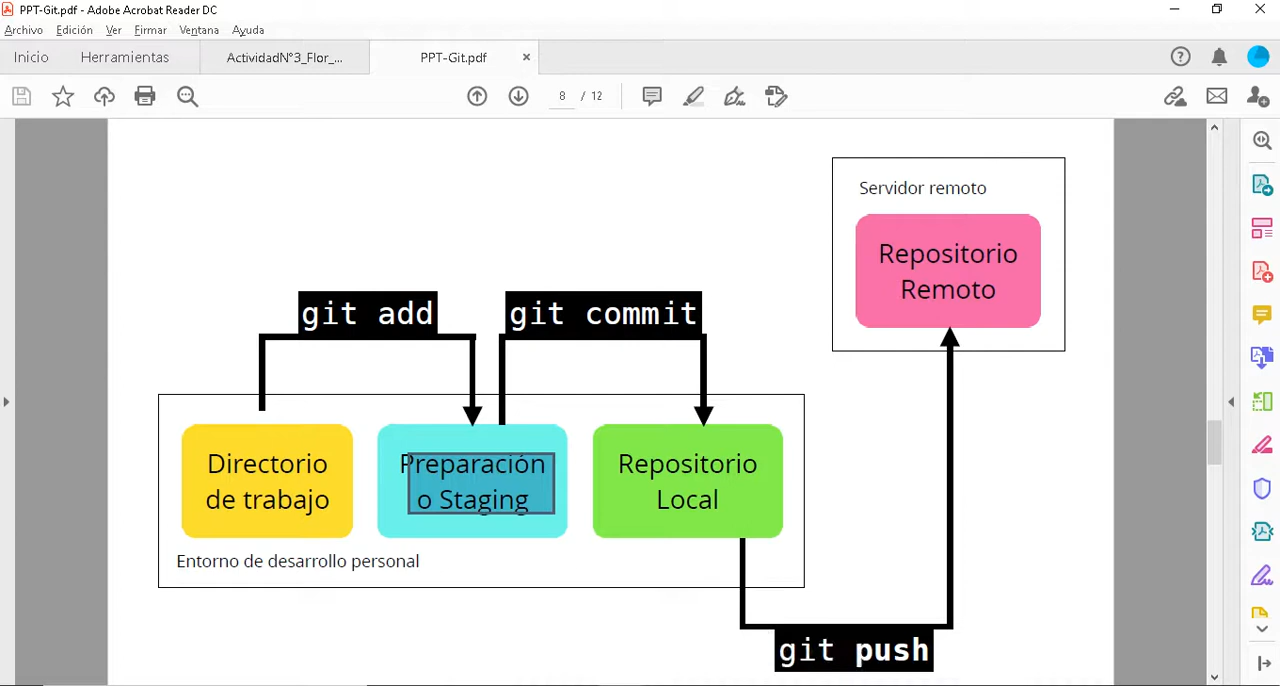 PPT-Git.pdf - Adobe Acrobat Reader DC
Archivo Edición Ver Firmar Ventana Ayuda
Inicio Herramientas ActividadN°3_Flor_... PPT-Git.pdf ×
8 / 12
Servidor remoto
Repositorio
Remoto
git add git commit
Directorio
de trabajo
Preparación
o Staging
Repositorio
Local
Entorno de desarrollo personal
git push